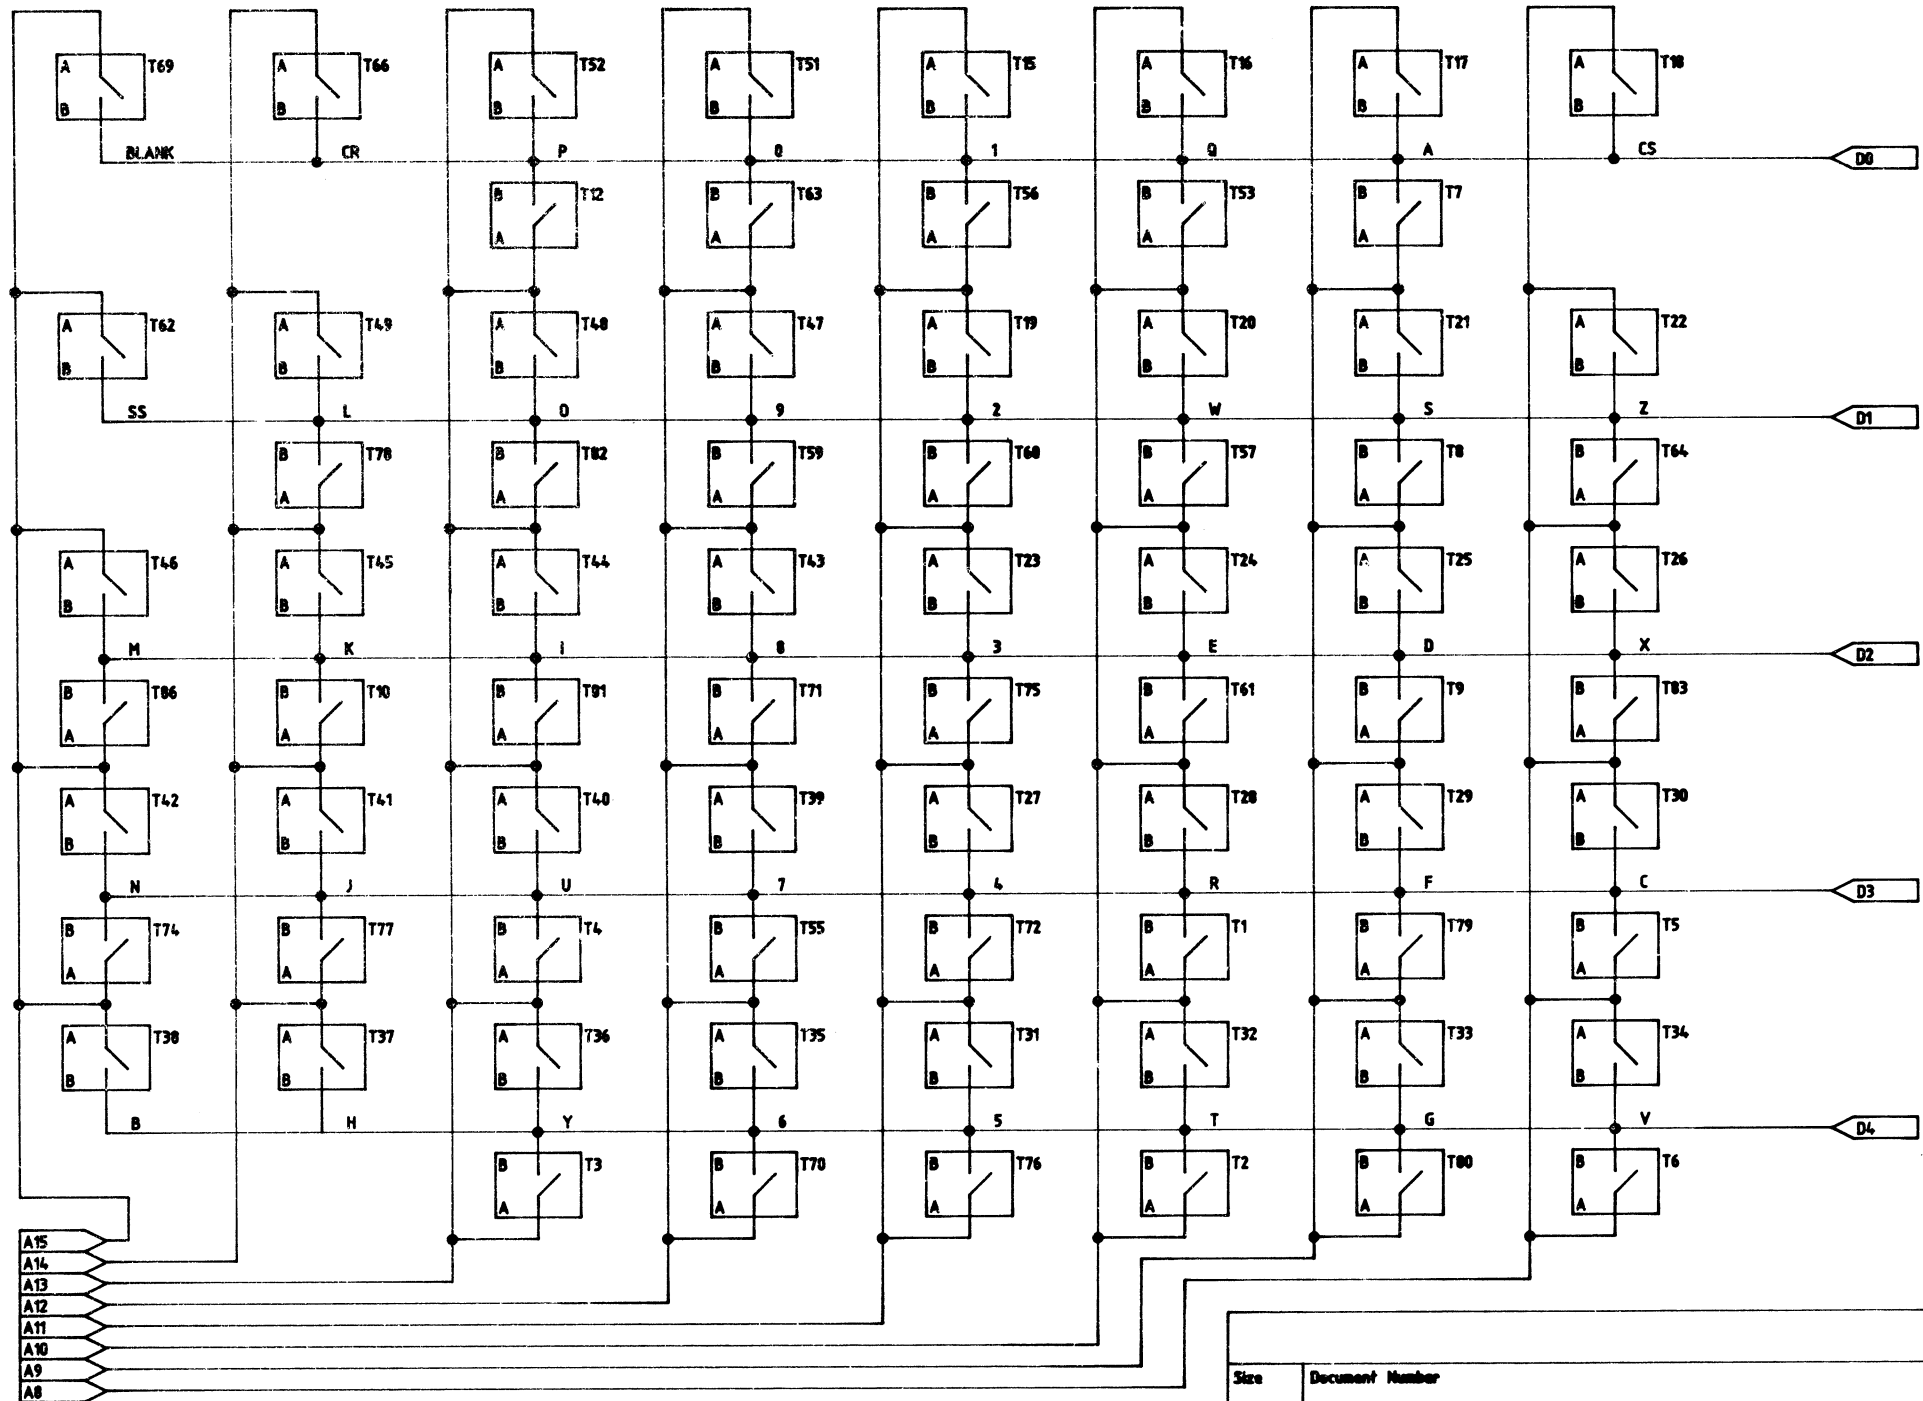 A T69 A T66 A T52 A T51 A T15 A T16 A T17 A T18
B B B B B B B B
BLANK CR P 0 1 Q A CS D0
B T12 B T63 B T56 B T53 B T7
A A A A A
A T62 A T49 A T48 A T47 A T19 A T20 A T21 A T22
B B B B B B B B
SS L O 9 2 W S Z D1
B T78 B T82 B T59 B T60 B T57 B T8 B T64
A A A A A A A
A T46 A T45 A T44 A T43 A T23 A T24 A T25 A T26
B B B B B B B B
M K I 8 3 E D X D2
B T86 B T10 B T81 B T71 B T75 B T61 B T9 B T83
A A A A A A A A
A T42 A T41 A T40 A T39 A T27 A T28 A T29 A T30
B B B B B B B B
N J U 7 4 R F C D3
B T74 B T77 B T4 B T55 B T72 B T1 B T79 B T5
A A A A A A A A
A T38 A T37 A T36 A T35 A T31 A T32 A T33 A T34
B B B B B B B B
B H Y 6 5 T G V D4
B T3 B T70 B T76 B T2 B T80 B T6
A A A A A A
A15
A14
A13
A12
A11
A10
A9
A8
Size Document Number